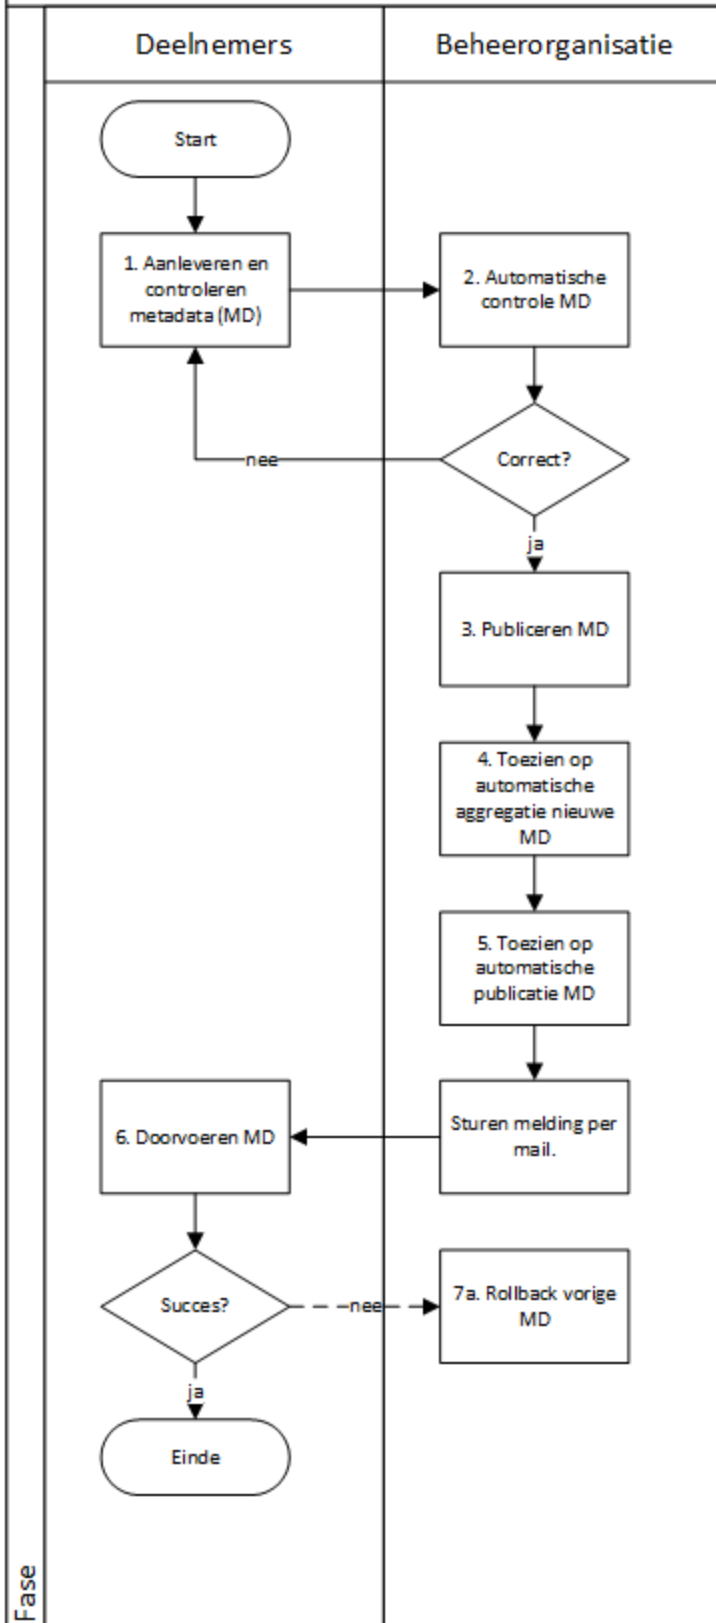 Deelnemers
Beheerorganisatie
Start
1. Aanleveren en
controleren
metadata (MD)
2. Automatische
controle MD
Correct?
nee
ja
3. Publiceren MD
4. Toezien op
automatische
aggregatie nieuwe
MD
5. Toezien op
automatische
publicatie MD
Sturen melding per
mail.
6. Doorvoeren MD
Succes?
nee
7a. Rollback vorige
MD
ja
Einde
Fase